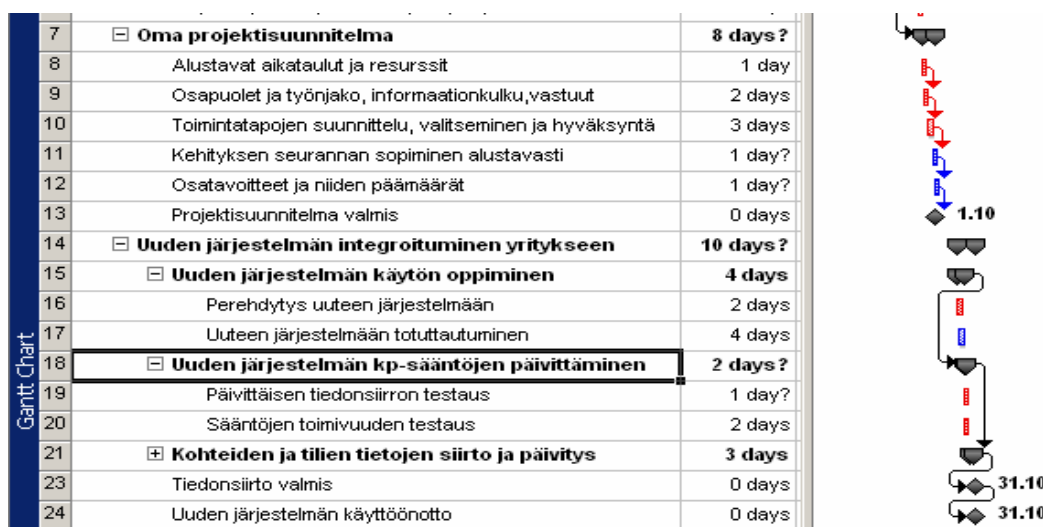 7 Oma projektisuunnitelma 8 days?
8 Alustavat aikataulut ja resurssit 1 day
9 Osapuolet ja työnjako, informaationkulku,vastuut 2 days
10 Toimintatapojen suunnittelu, valitseminen ja hyväksyntä 3 days
11 Kehityksen seurannan sopiminen alustavasti 1 day?
12 Osatavoitteet ja niiden päämäärät 1 day?
13 Projektisuunnitelma valmis 0 days 1.10
14 Uuden järjestelmän integroituminen yritykseen 10 days?
15 Uuden järjestelmän käytön oppiminen 4 days
16 Perehdytys uuteen järjestelmään 2 days
17 Uuteen järjestelmään totuttautuminen 4 days
18 Uuden järjestelmän kp-sääntöjen päivittäminen 2 days?
19 Päivittäisen tiedonsiirron testaus 1 day?
20 Sääntöjen toimivuuden testaus 2 days
21 Kohteiden ja tilien tietojen siirto ja päivitys 3 days
23 Tiedonsiirto valmis 0 days 31.10
24 Uuden järjestelmän käyttöönotto 0 days 31.10
Gantt Chart